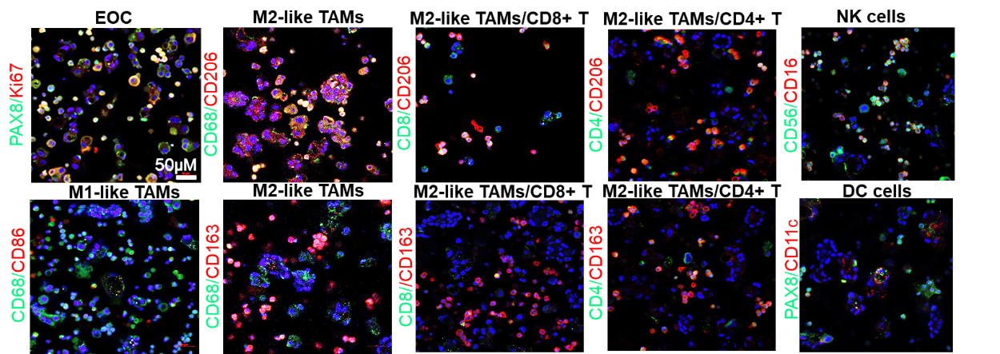 EOC
M2-like TAMs
M2-like TAMs/CD8+ T
M2-like TAMs/CD4+ T
NK cells
PAX8/Ki67
CD68/CD206
CD8/CD206
CD4/CD206
CD56/CD16
50µM
M1-like TAMs
M2-like TAMs
M2-like TAMs/CD8+ T
M2-like TAMs/CD4+ T
DC cells
CD68/CD86
CD68/CD163
CD8//CD163
CD4/CD163
PAX8/CD11c